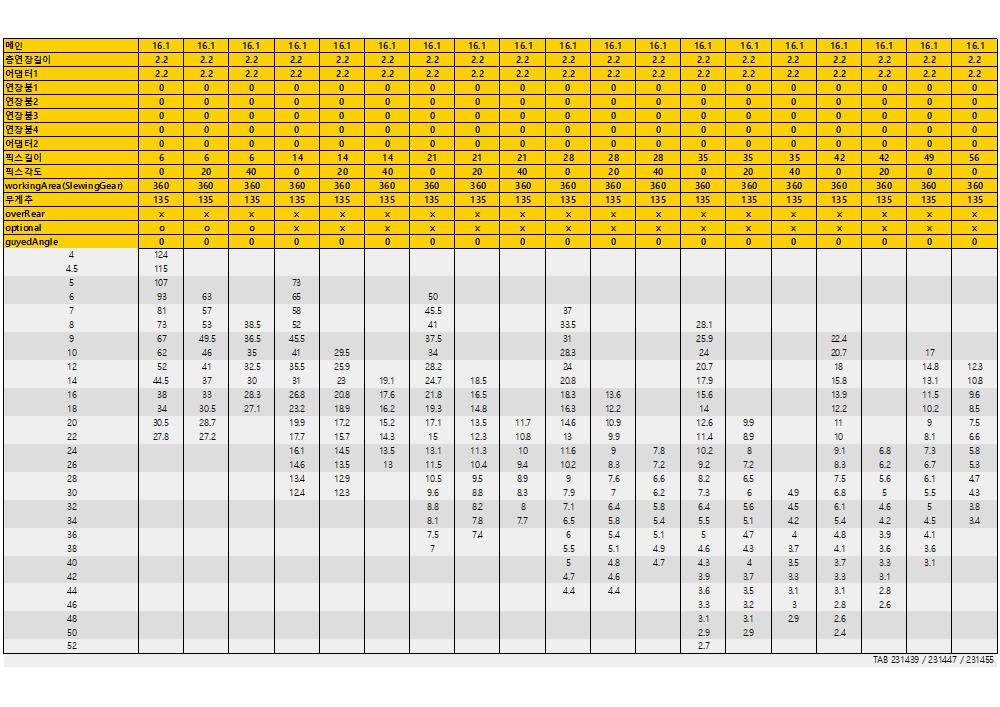 메인 16.1 16.1 16.1 16.1 16.1 16.1 16.1 16.1 16.1 16.1 16.1 16.1 16.1 16.1 16.1 16.1 16.1 16.1 16.1
총연장길이 2.2 2.2 2.2 2.2 2.2 2.2 2.2 2.2 2.2 2.2 2.2 2.2 2.2 2.2 2.2 2.2 2.2 2.2 2.2
어댑터1 2.2 2.2 2.2 2.2 2.2 2.2 2.2 2.2 2.2 2.2 2.2 2.2 2.2 2.2 2.2 2.2 2.2 2.2 2.2
연장붐1 0 0 0 0 0 0 0 0 0 0 0 0 0 0 0 0 0 0 0
연장붐2 0 0 0 0 0 0 0 0 0 0 0 0 0 0 0 0 0 0 0
연장붐3 0 0 0 0 0 0 0 0 0 0 0 0 0 0 0 0 0 0 0
연장붐4 0 0 0 0 0 0 0 0 0 0 0 0 0 0 0 0 0 0 0
어댑터2 0 0 0 0 0 0 0 0 0 0 0 0 0 0 0 0 0 0 0
픽스길이 6 6 6 14 14 14 21 21 21 28 28 28 35 35 35 42 42 49 56
픽스각도 0 20 40 0 20 40 0 20 40 0 20 40 0 20 40 0 20 0 0
workingArea(SlewingGear) 360 360 360 360 360 360 360 360 360 360 360 360 360 360 360 360 360 360 360
무게추 135 135 135 135 135 135 135 135 135 135 135 135 135 135 135 135 135 135 135
overRear x x x x x x x x x x x x x x x x x x x
optional o o o x x x x x x x x x x x x x x x x
guyedAngle 0 0 0 0 0 0 0 0 0 0 0 0 0 0 0 0 0 0 0
4 124
4.5 115
5 107 73
6 93 63 65 50
7 81 57 58 45.5 37
8 73 53 38.5 52 41 33.5 28.1
9 67 49.5 36.5 45.5 37.5 31 25.9 22.4
10 62 46 35 41 29.5 34 28.3 24 20.7 17
12 52 41 32.5 35.5 25.9 28.2 24 20.7 18 14.8 12.3
14 44.5 37 30 31 23 19.1 24.7 18.5 20.8 17.9 15.8 13.1 10.8
16 38 33 28.3 26.8 20.8 17.6 21.8 16.5 18.3 13.6 15.6 13.9 11.5 9.6
18 34 30.5 27.1 23.2 18.9 16.2 19.3 14.8 16.3 12.2 14 12.2 10.2 8.5
20 30.5 28.7 19.9 17.2 15.2 17.1 13.5 11.7 14.6 10.9 12.6 9.9 11 9 7.5
22 27.8 27.2 17.7 15.7 14.3 15 12.3 10.8 13 9.9 11.4 8.9 10 8.1 6.6
24 16.1 14.5 13.5 13.1 11.3 10 11.6 9 7.8 10.2 8 9.1 6.8 7.3 5.8
26 14.6 13.5 13 11.5 10.4 9.4 10.2 8.3 7.2 9.2 7.2 8.3 6.2 6.7 5.3
28 13.4 12.9 10.5 9.5 8.9 9 7.6 6.6 8.2 6.5 7.5 5.6 6.1 4.7
30 12.4 12.3 9.6 8.8 8.3 7.9 7 6.2 7.3 6 4.9 6.8 5 5.5 4.3
32 8.8 8.2 8 7.1 6.4 5.8 6.4 5.6 4.5 6.1 4.6 5 3.8
34 8.1 7.8 7.7 6.5 5.8 5.4 5.5 5.1 4.2 5.4 4.2 4.5 3.4
36 7.5 7.4 6 5.4 5.1 5 4.7 4 4.8 3.9 4.1
38 7 5.5 5.1 4.9 4.6 4.3 3.7 4.1 3.6 3.6
40 5 4.8 4.7 4.3 4 3.5 3.7 3.3 3.1
42 4.7 4.6 3.9 3.7 3.3 3.3 3.1
44 4.4 4.4 3.6 3.5 3.1 3.1 2.8
46 3.3 3.2 3 2.8 2.6
48 3.1 3.1 2.9 2.6
50 2.9 2.9 2.4
52 2.7
TAB 231439 / 231447 / 231455